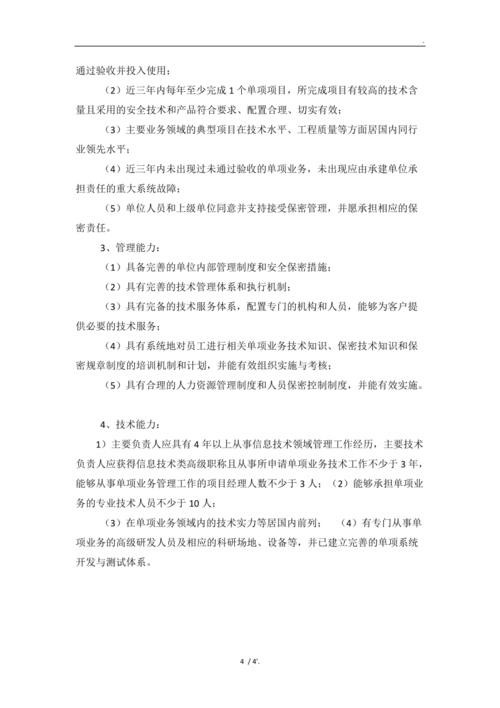 通过验收并投入使用；
（2）近三年内每年至少完成 1 个单项项目，所完成项目有较高的技术含
量且采用的安全技术和产品符合要求、配置合理、切实有效；
（3）主要业务领域的典型项目在技术水平、工程质量等方面居国内同行
业领先水平；
（4）近三年内未出现过未通过验收的单项业务，未出现应由承建单位承
担责任的重大系统故障；
（5）单位人员和上级单位同意并支持接受保密管理，并愿承担相应的保
密责任。
3、管理能力：
（1）具备完善的单位内部管理制度和安全保密措施；
（2）具有完善的技术管理体系和执行机制；
（3）具有完备的技术服务体系，配置专门的机构和人员，能够为客户提
供必要的技术服务；
（4）具有系统地对员工进行相关单项业务技术知识、保密技术知识和保
密规章制度的培训机制和计划，并能有效组织实施与考核；
（5）具有合理的人力资源管理制度和人员保密控制制度，并能有效实施。
4、技术能力：
1）主要负责人应具有 4 年以上从事信息技术领域管理工作经历，主要技术
负责人应获得信息技术类高级职称且从事所申请单项业务技术工作不少于 3 年，
能够从事单项业务管理工作的项目经理人数不少于 3 人；（2）能够承担单项业
务的专业技术人员不少于 10 人；
（3）在单项业务领域内的技术实力等居国内前列； （4）有专门从事单
项业务的高级研发人员及相应的科研场地、设备等，并已建立完善的单项系统
开发与测试体系。
4 / 4'.